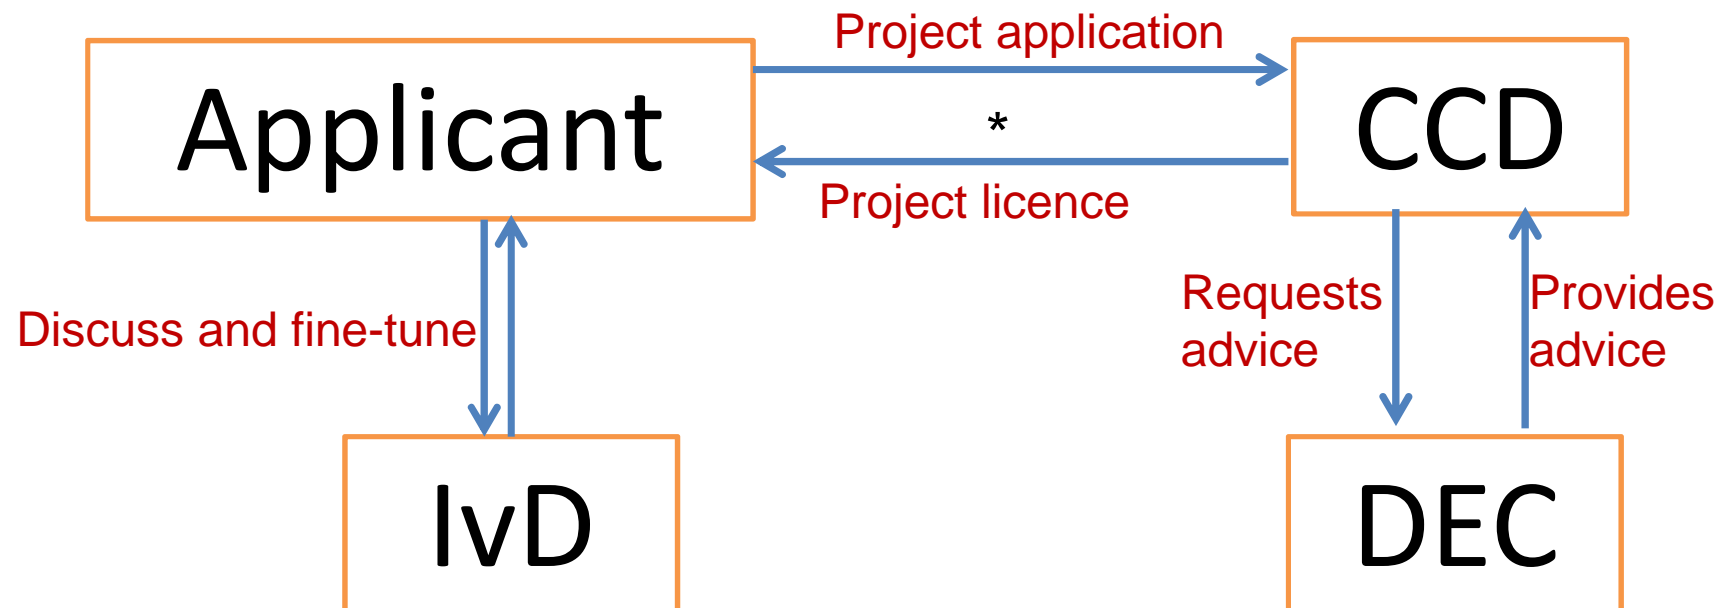 Project application
Applicant
*
CCD
Project licence
Discuss and fine-tune
Requests
advice
Provides
advice
IvD
DEC